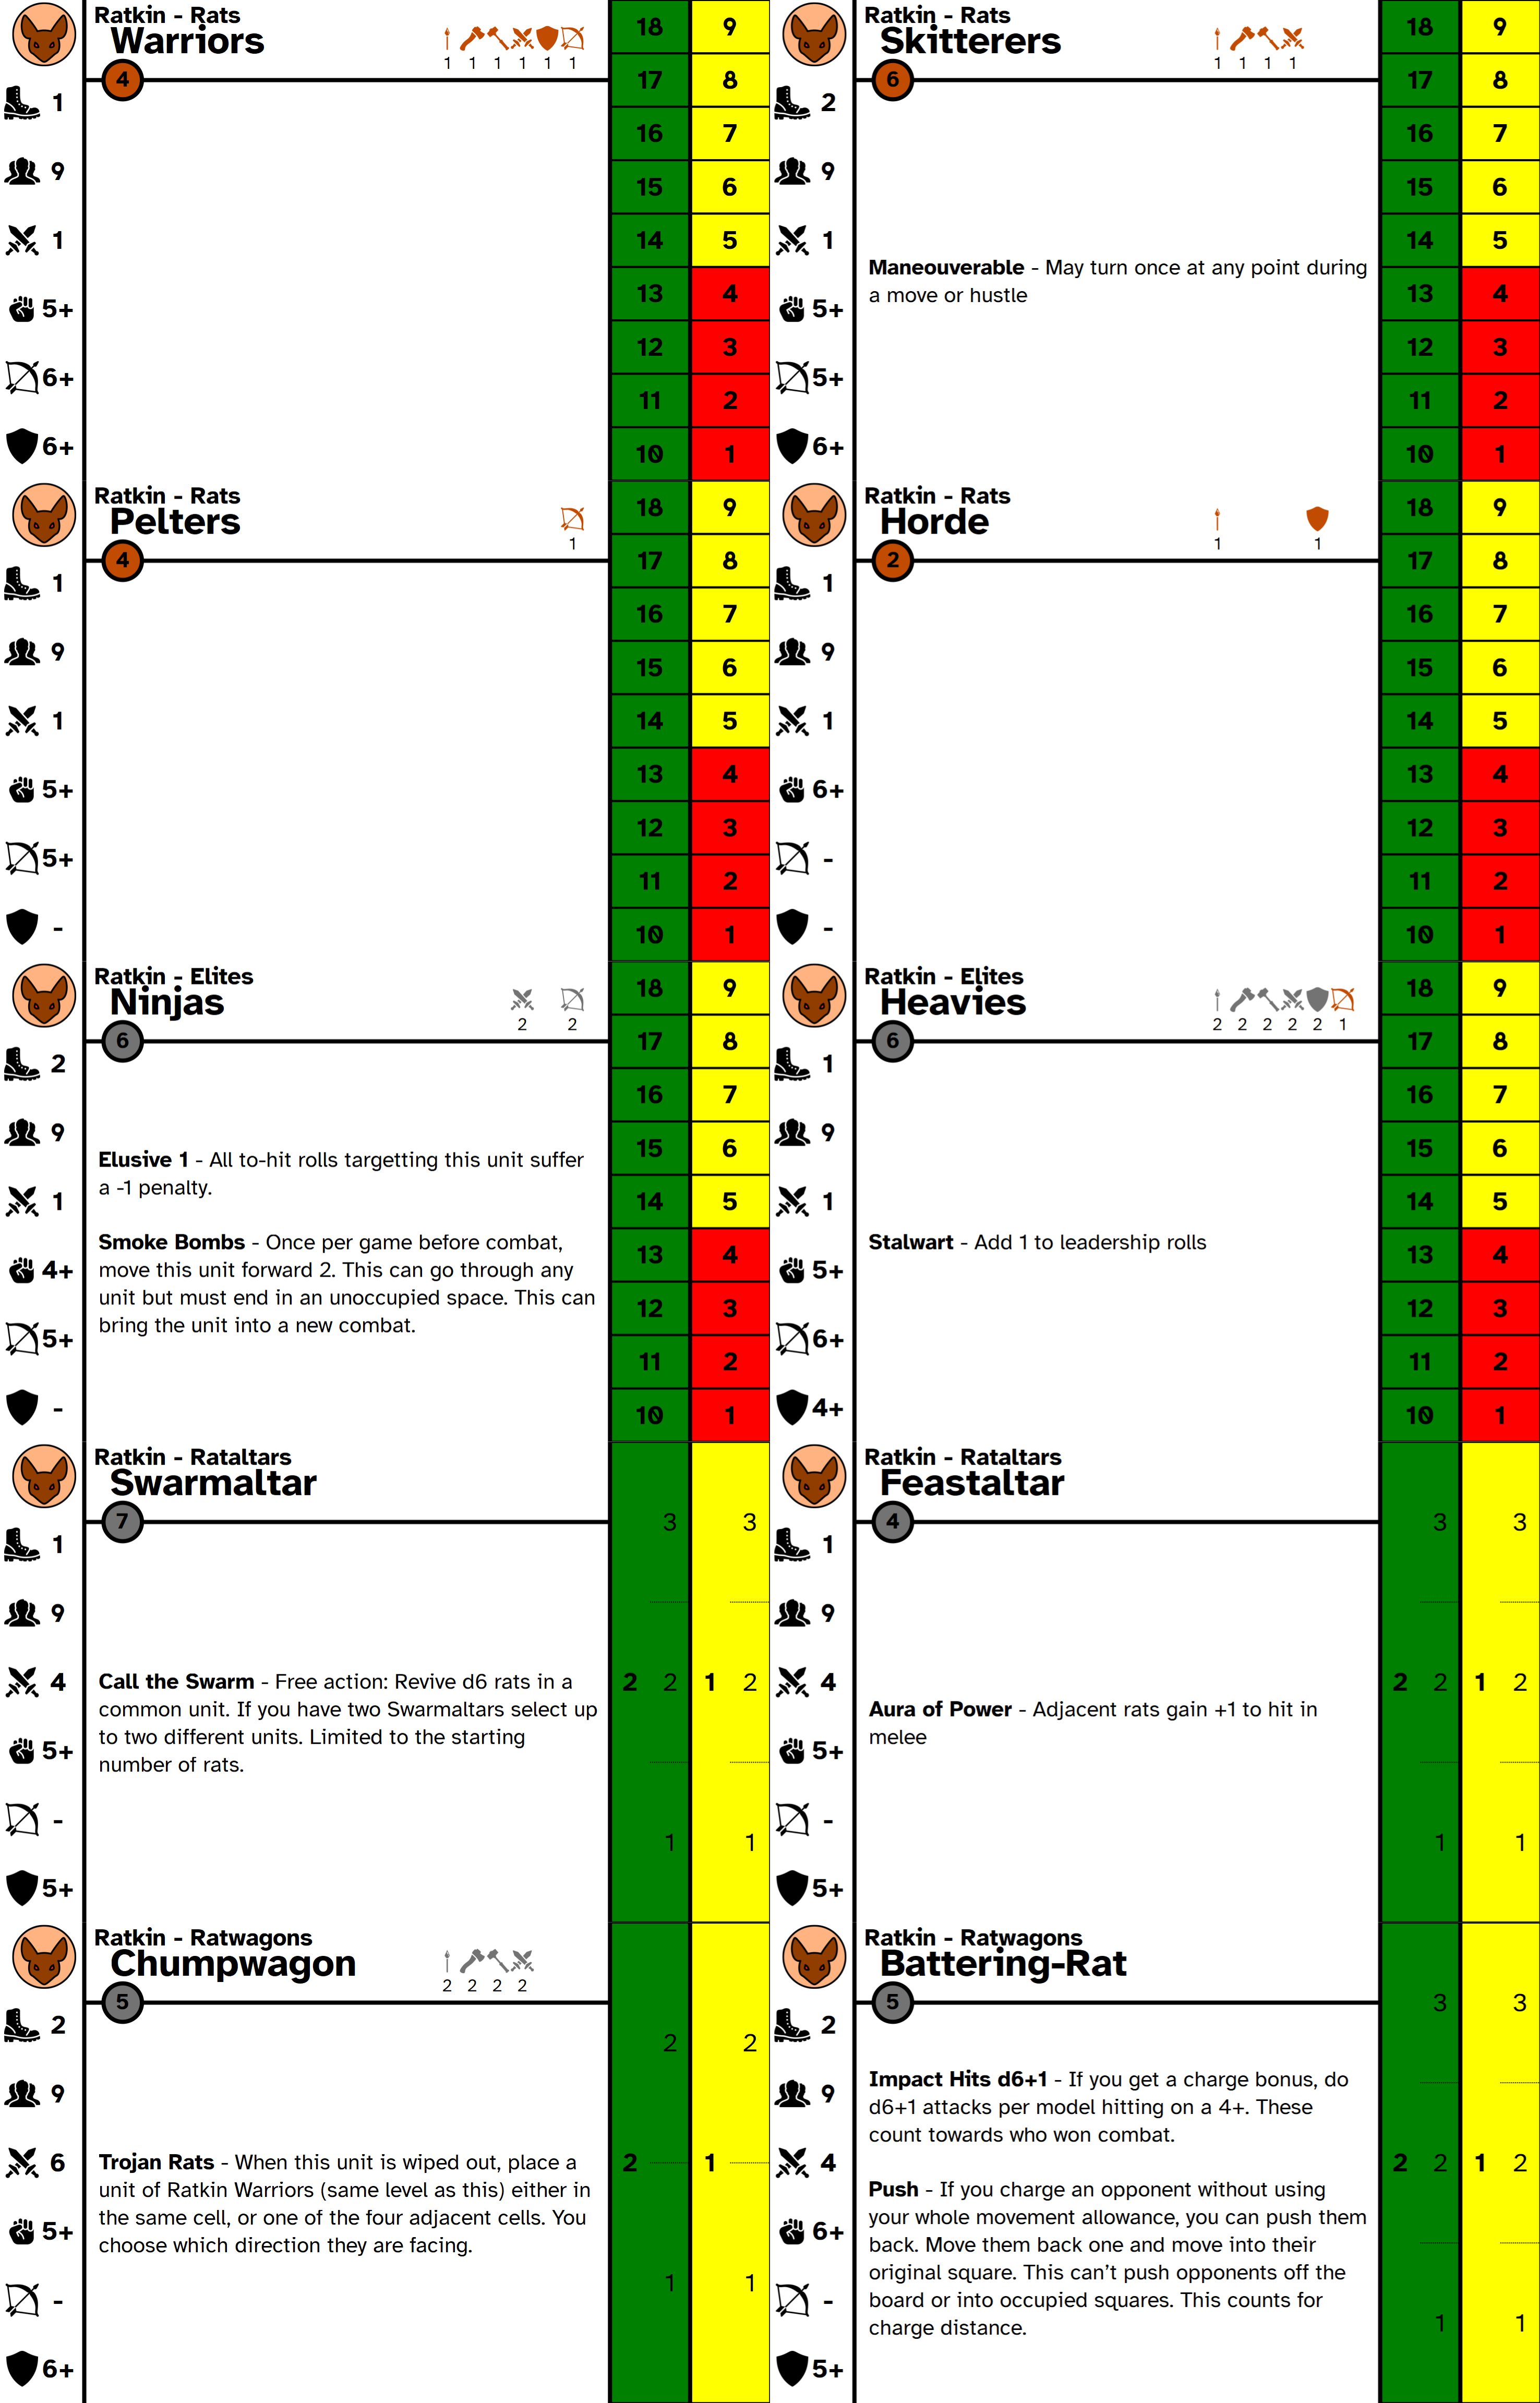 Ratkin - Rats
Warriors
1 1 1 1 1 1
4
1
9
1
5+
6+
6+
18 9
17 8
16 7
15 6
14 5
13 4
12 3
11 2
10 1
Ratkin - Rats
Skitterers
1 1 1 1
6
2
9
1
5+
5+
6+
Maneouverable - May turn once at any point during
a move or hustle
18 9
17 8
16 7
15 6
14 5
13 4
12 3
11 2
10 1
Ratkin - Rats
Pelters
1
4
1
9
1
5+
5+
-
18 9
17 8
16 7
15 6
14 5
13 4
12 3
11 2
10 1
Ratkin - Rats
Horde
1 1
2
1
9
1
6+
-
-
18 9
17 8
16 7
15 6
14 5
13 4
12 3
11 2
10 1
Ratkin - Elites
Ninjas
2 2
6
2
9
1
4+
5+
-
Elusive 1 - All to-hit rolls targetting this unit suffer
a -1 penalty.
Smoke Bombs - Once per game before combat,
move this unit forward 2. This can go through any
unit but must end in an unoccupied space. This can
bring the unit into a new combat.
18 9
17 8
16 7
15 6
14 5
13 4
12 3
11 2
10 1
Ratkin - Elites
Heavies
2 2 2 2 2 1
6
1
9
1
5+
6+
4+
Stalwart - Add 1 to leadership rolls
18 9
17 8
16 7
15 6
14 5
13 4
12 3
11 2
10 1
Ratkin - Rataltars
Swarmaltar
7
1
9
4
5+
-
5+
Call the Swarm - Free action: Revive d6 rats in a
common unit. If you have two Swarmaltars select up
to two different units. Limited to the starting
number of rats.
3 3
2 2 1 2
1 1
Ratkin - Rataltars
Feastaltar
4
1
9
4
5+
-
5+
Aura of Power - Adjacent rats gain +1 to hit in
melee
3 3
2 2 1 2
1 1
Ratkin - Ratwagons
Chumpwagon
2 2 2 2
5
2
9
6
5+
-
6+
Trojan Rats - When this unit is wiped out, place a
unit of Ratkin Warriors (same level as this) either in
the same cell, or one of the four adjacent cells. You
choose which direction they are facing.
2 2
2 1
1 1
Ratkin - Ratwagons
Battering-Rat
5
2
9
4
6+
-
5+
Impact Hits d6+1 - If you get a charge bonus, do
d6+1 attacks per model hitting on a 4+. These
count towards who won combat.
Push - If you charge an opponent without using
your whole movement allowance, you can push them
back. Move them back one and move into their
original square. This can't push opponents off the
board or into occupied squares. This counts for
charge distance.
3 3
2 2 1 2
1 1